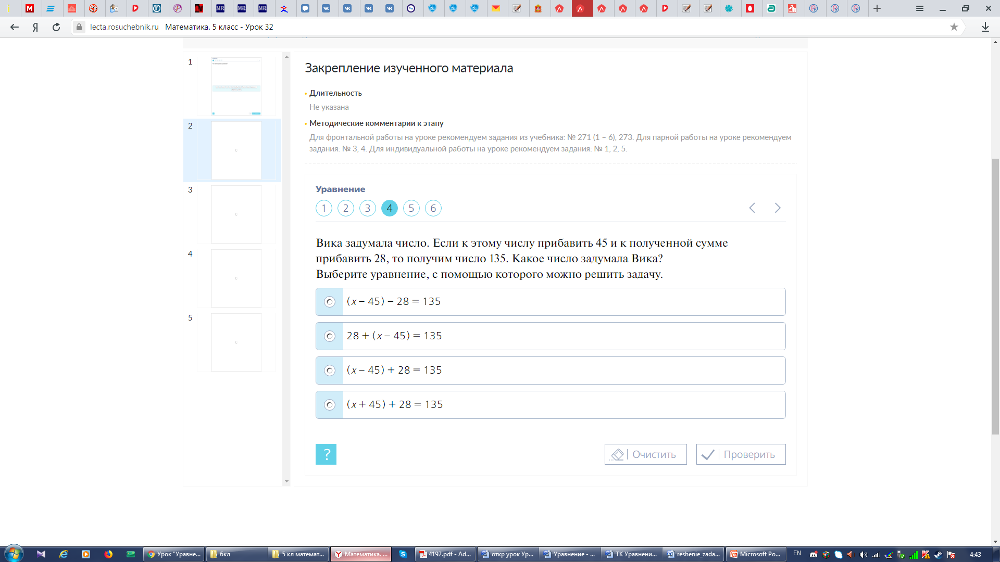 lecta.rosuchebnik.ru Математика. 5 класс - Урок 32
1
2
3
4
5
Закрепление изученного материала
Длительность
Не указана
Методические комментарии к этапу
Для фронтальной работы на уроке рекомендуем задания из учебника: № 271 (1 – 6), 273. Для парной работы на уроке рекомендуем
задания: № 3, 4. Для индивидуальной работы на уроке рекомендуем задания: № 1, 2, 5.
Уравнение
1 2 3 4 5 6
Вика задумала число. Если к этому числу прибавить 45 и к полученной сумме
прибавить 28, то получим число 135. Какое число задумала Вика?
Выберите уравнение, с помощью которого можно решить задачу.
(x – 45) – 28 = 135
28 + (x – 45) = 135
(x – 45) + 28 = 135
(x + 45) + 28 = 135
? Очистить Проверить
Урок "Уравне... 6кл 5 кл математ... Математика. ... 4192.pdf - Ad... откр урок Ур... Уравнение - ... ТК Уравнени... reshenie_zada... Microsoft Po... EN 4:43